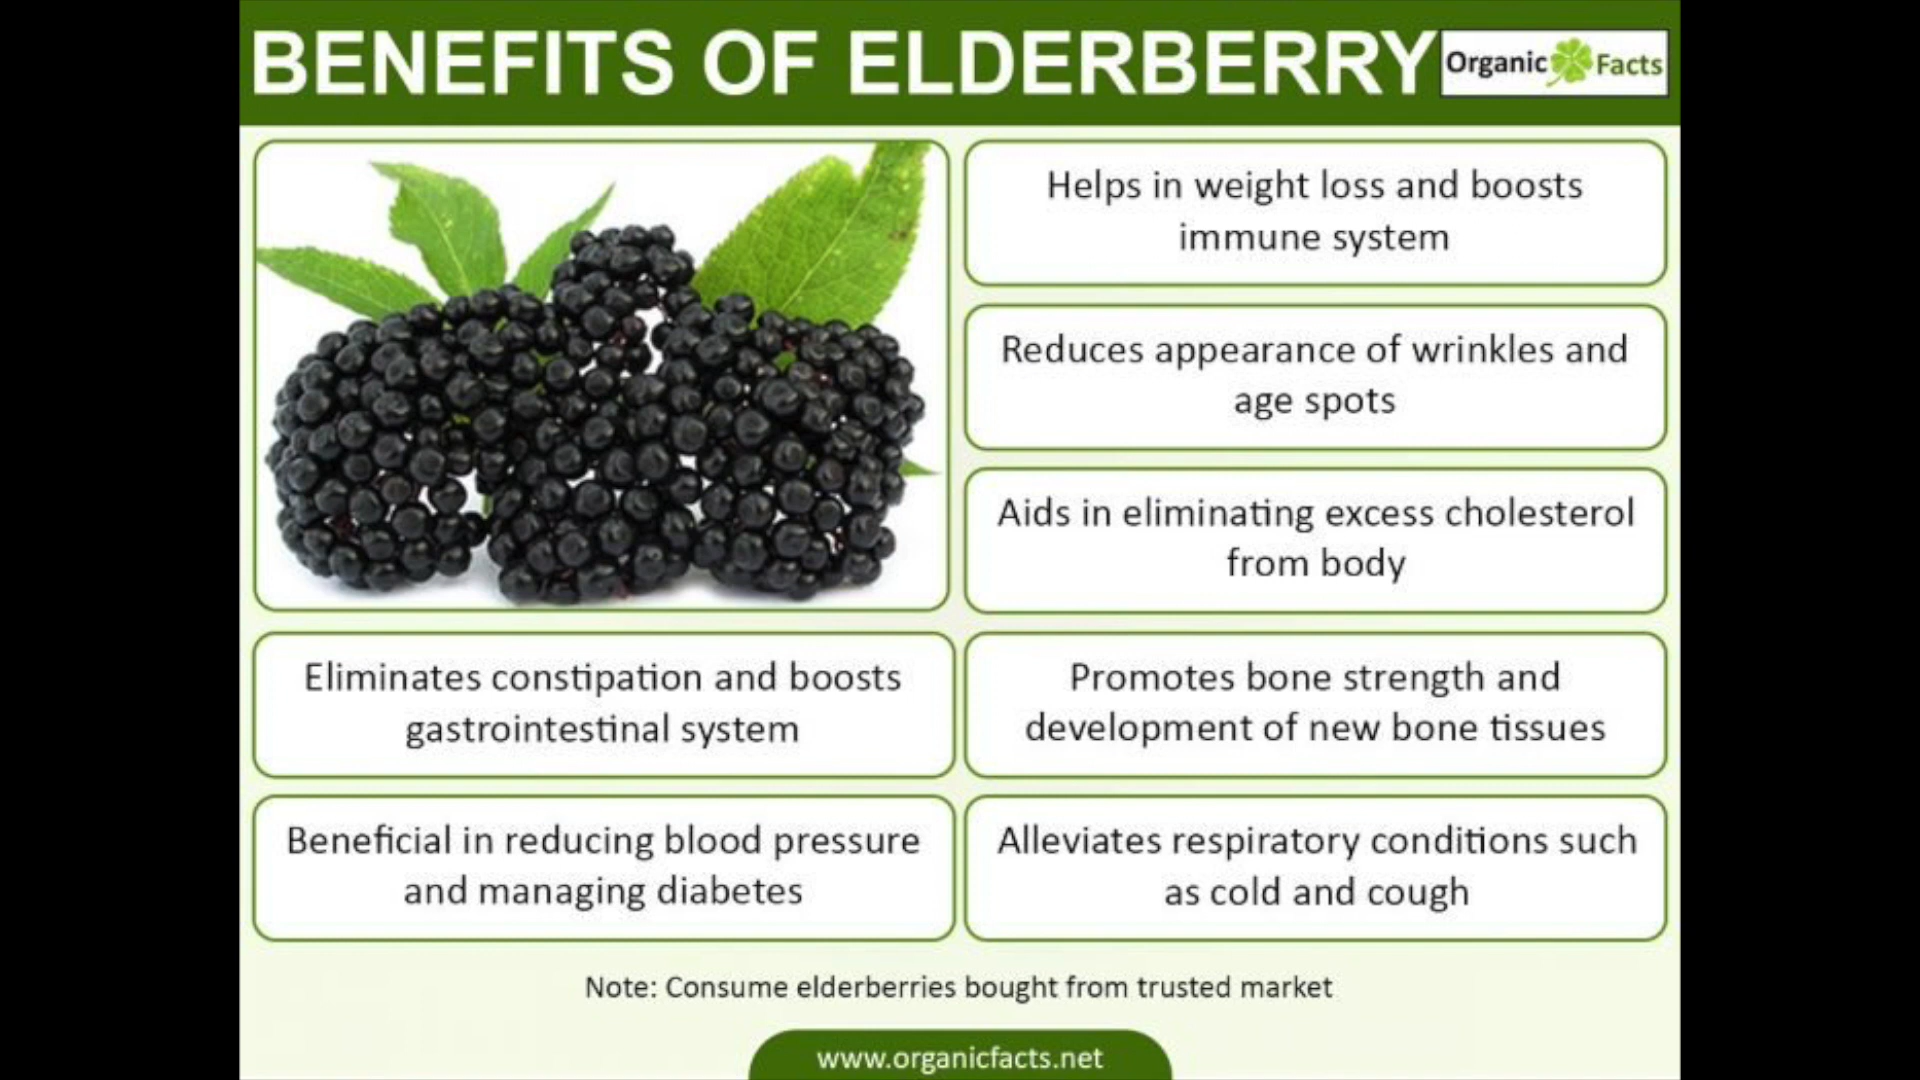 BENEFITS OF ELDERBERRY
Organic Facts
Helps in weight loss and boosts
immune system
Reduces appearance of wrinkles and
age spots
Aids in eliminating excess cholesterol
from body
Eliminates constipation and boosts
gastrointestinal system
Promotes bone strength and
development of new bone tissues
Beneficial in reducing blood pressure
and managing diabetes
Alleviates respiratory conditions such
as cold and cough
Note: Consume elderberries bought from trusted market
www.organicfacts.net